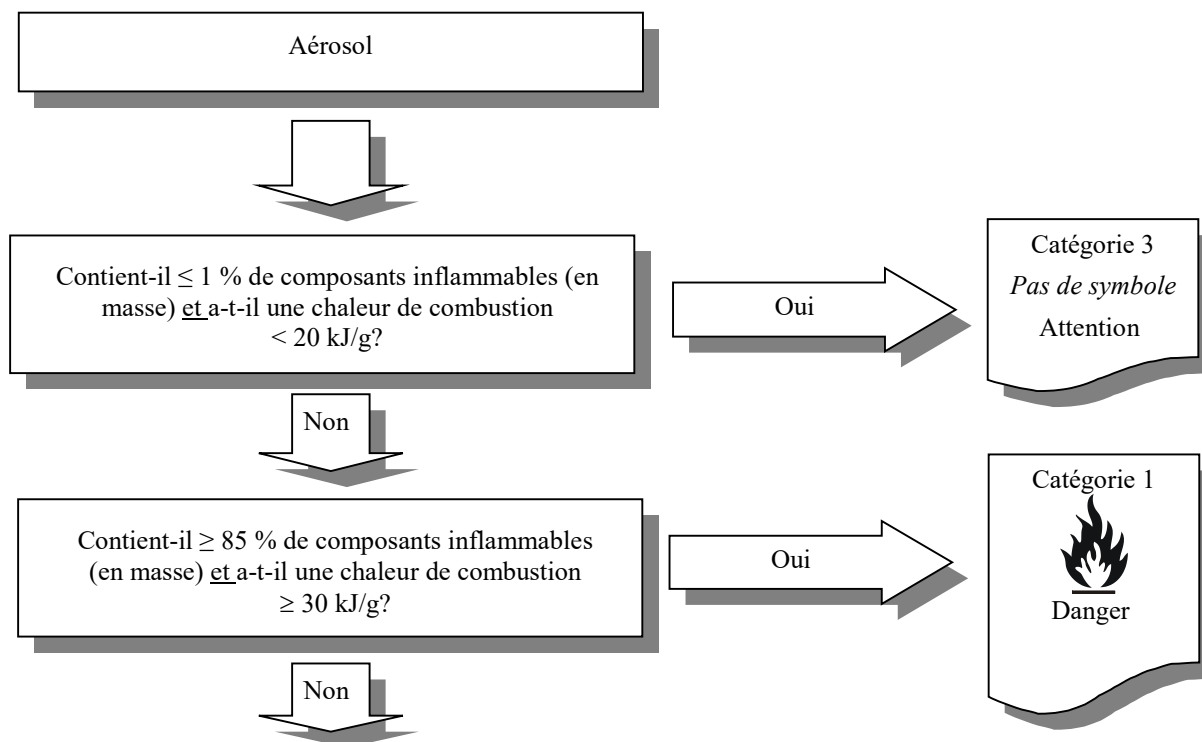 Aérosol
Contient-il ≤ 1 % de composants inflammables (en
masse) et a-t-il une chaleur de combustion
< 20 kJ/g?
Oui
Catégorie 3
Pas de symbole
Attention
Non
Contient-il ≥ 85 % de composants inflammables
(en masse) et a-t-il une chaleur de combustion
≥ 30 kJ/g?
Oui
Catégorie 1
Danger
Non